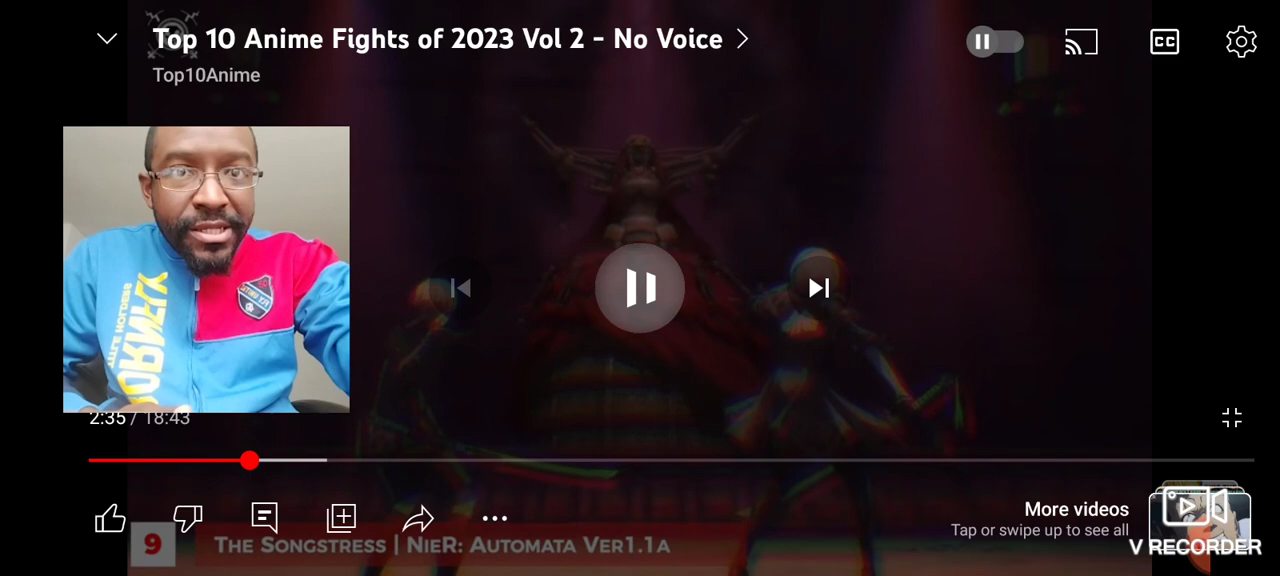 Top 10 Anime Fights of 2023 Vol 2 - No Voice
Top10Anime
CC
2:35 / 18:43
More videos
Tap or swipe up to see all
V RECORDER
9 THE SONGSTRESS | NIER: AUTOMATA VER1.1A